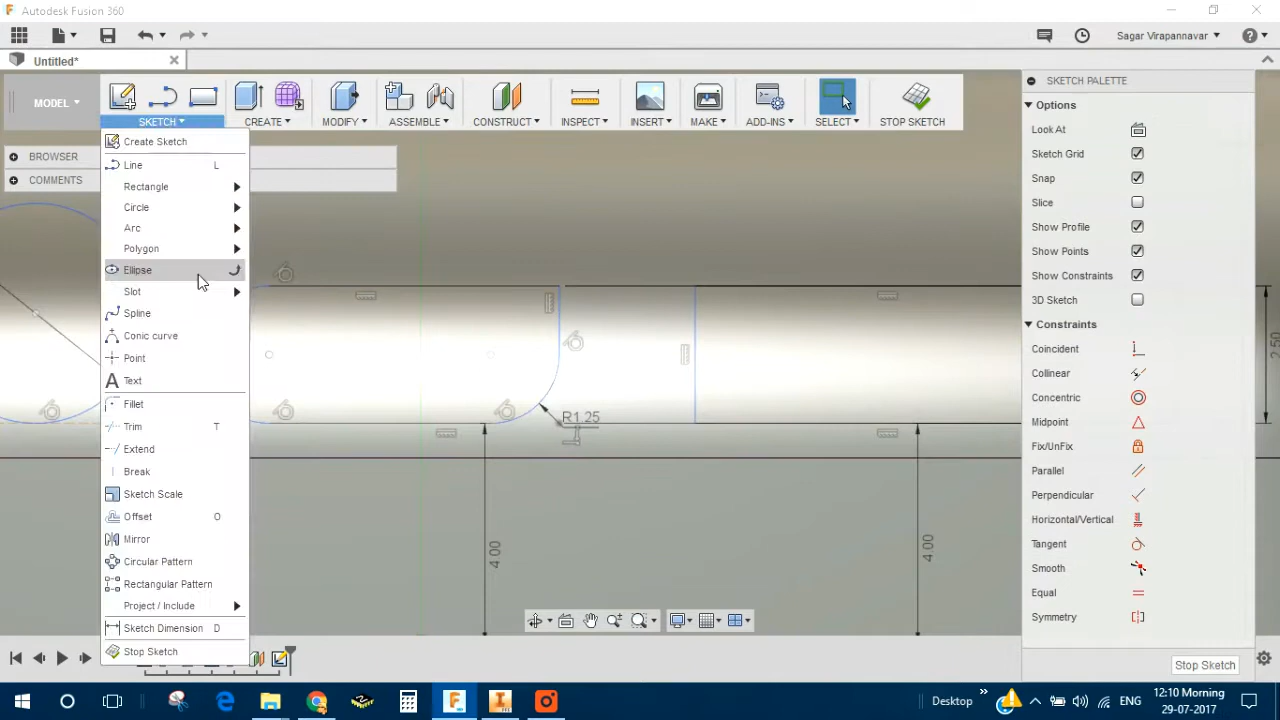 Autodesk Fusion 360
Sagar Virappannavar
Untitled*
MODEL
SKETCH
CREATE
MODIFY
ASSEMBLE
CONSTRUCT
INSPECT
INSERT
MAKE
ADD-INS
SELECT
STOP SKETCH
BROWSER
COMMENTS
Create Sketch
Line L
Rectangle
Circle
Arc
Polygon
Ellipse
Slot
Spline
Conic curve
Point
A Text
Fillet
Trim T
Extend
Break
Sketch Scale
Offset O
Mirror
Circular Pattern
Rectangular Pattern
Project / Include
Sketch Dimension D
Stop Sketch
R1.25
4.00
4.00
2.50
SKETCH PALETTE
Options
Look At
Sketch Grid
Snap
Slice
Show Profile
Show Points
Show Constraints
3D Sketch
Constraints
Coincident
Collinear
Concentric
Midpoint
Fix/UnFix
Parallel
Perpendicular
Horizontal/Vertical
Tangent
Smooth
Equal
Symmetry
Stop Sketch
Desktop
ENG
12:10 Morning
29-07-2017